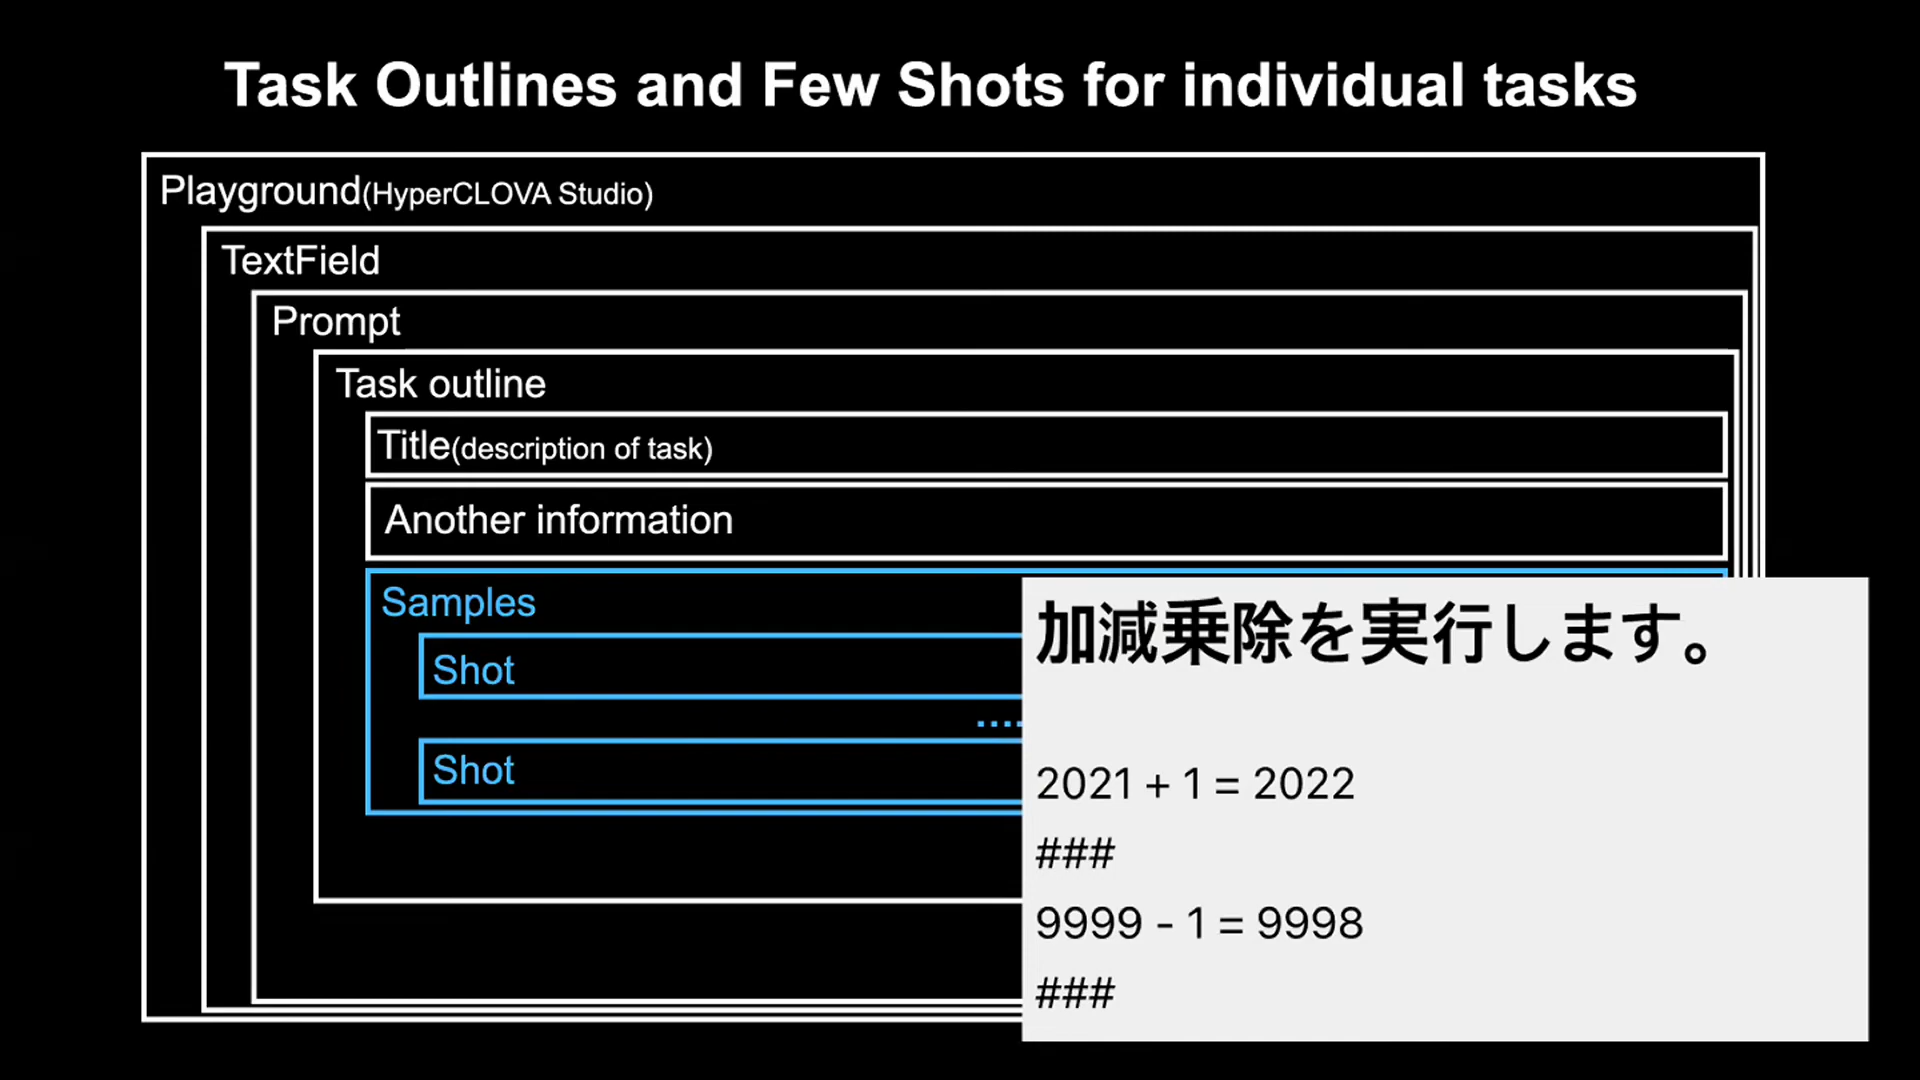 Task Outlines and Few Shots for individual tasks
Playground(HyperCLOVA Studio)
TextField
Prompt
Task outline
Title(description of task)
Another information
Samples
Shot
....
Shot
加減乗除を実行します。
2021 + 1 = 2022
###
9999 - 1 = 9998
###